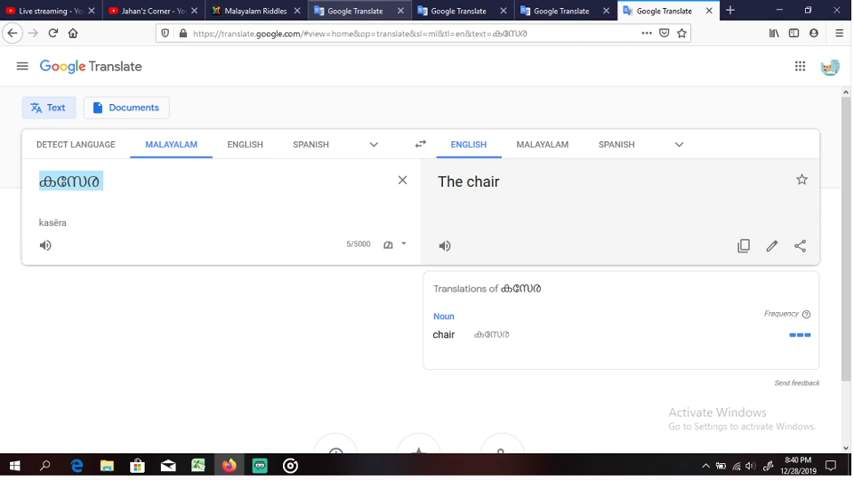 Live streaming - Yo
Jahan'z Corner - You
Malayalam Riddles
Google Translate
Google Translate
Google Translate
Google Translate
https://translate.google.com/#view=home&op=translate&sl=ml&tl=en&text=കസേര
Google Translate
Text
Documents
DETECT LANGUAGE
MALAYALAM
ENGLISH
SPANISH
ENGLISH
MALAYALAM
SPANISH
കസേര
The chair
kasēra
5/5000
Translations of കസേര
Noun
Frequency
chair കസേര
Send feedback
Activate Windows
Go to Settings to activate Windows.
8:40 PM
12/28/2019